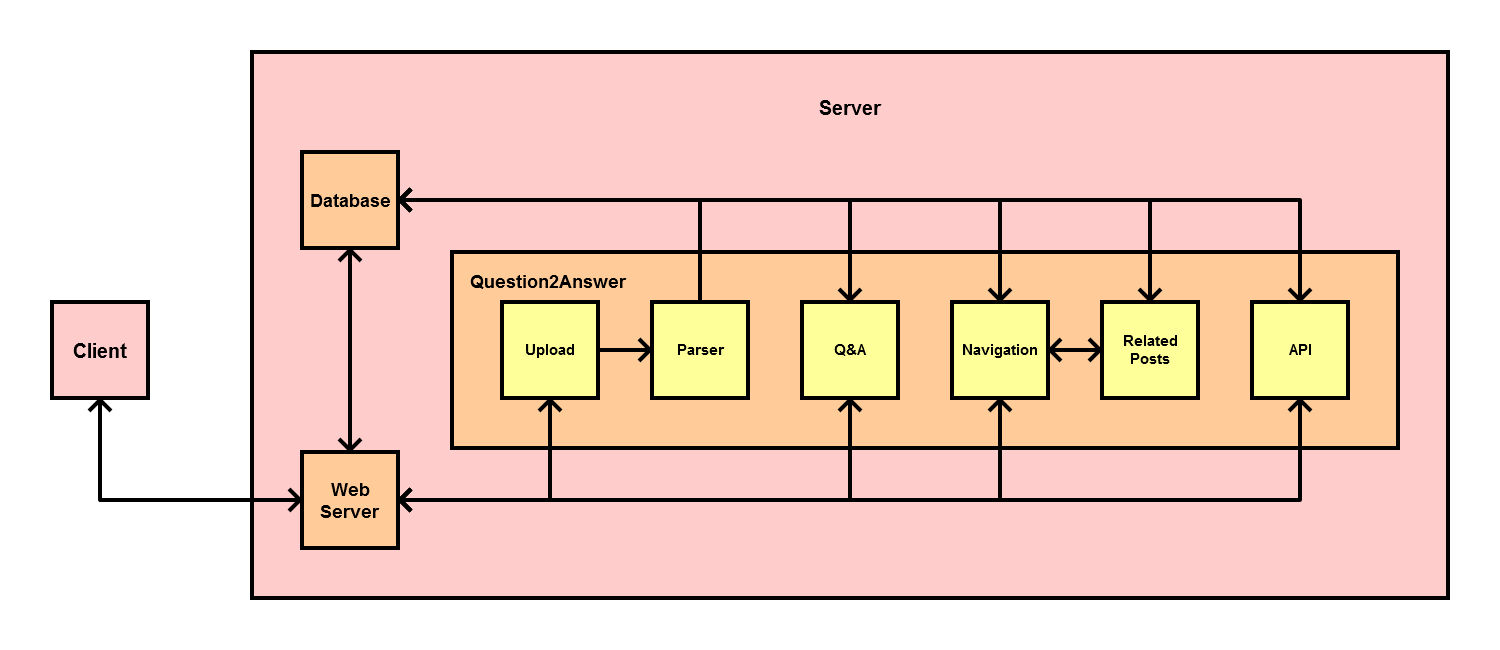 Server
Database
Question2Answer
Client
Upload
Parser
Q&A
Navigation
Related
Posts
API
Web
Server